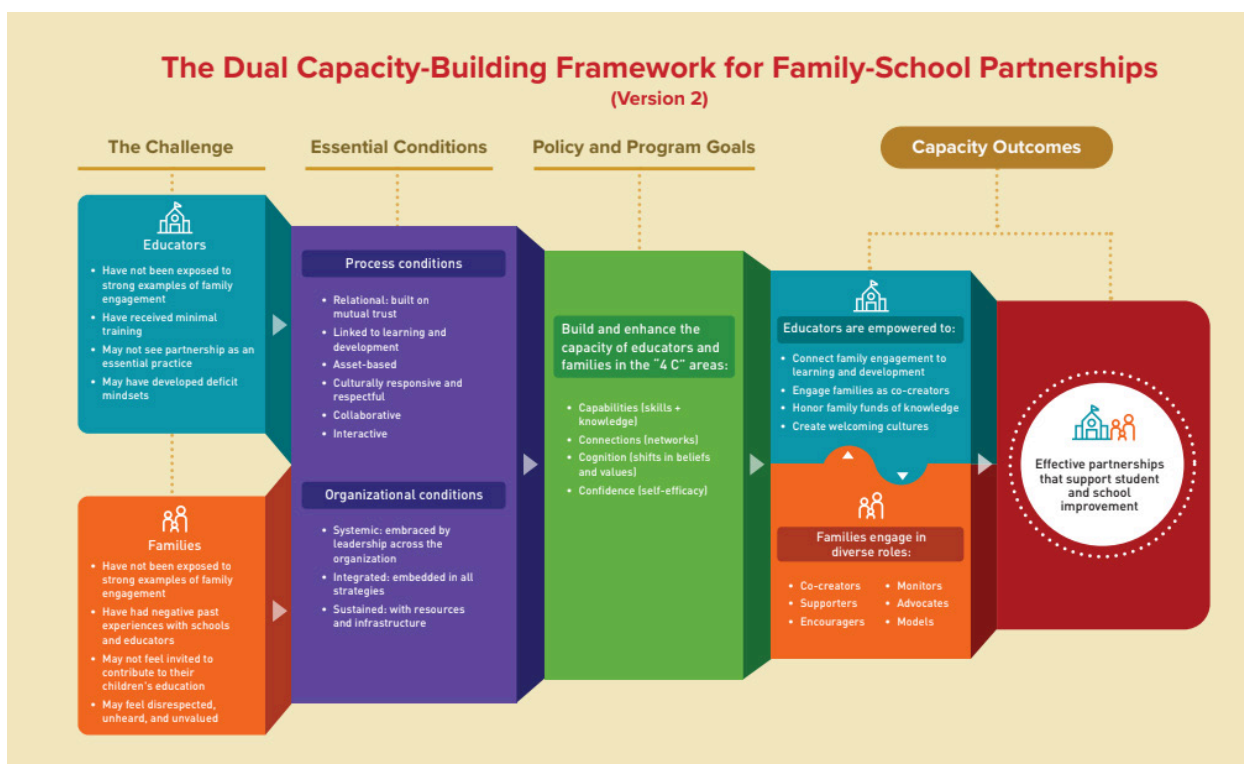 The Dual Capacity-Building Framework for Family-School Partnerships
(Version 2)
The Challenge
Essential Conditions
Policy and Program Goals
Capacity Outcomes
Educators
• Have not been exposed to
strong examples of family
engagement
• Have received minimal
training
• May not see partnership as an
essential practice
• May have developed deficit
mindsets
Families
• Have not been exposed to
strong examples of family
engagement
• Have had negative past
experiences with schools
and educators
• May not feel invited to
contribute to their
children's education
• May feel disrespected,
unheard, and unvalued
Process conditions
• Relational: built on
mutual trust
• Linked to learning and
development
• Asset-based
• Culturally responsive and
respectful
• Collaborative
• Interactive
Organizational conditions
• Systemic: embraced by
leadership across the
organization
• Integrated: embedded in all
strategies
• Sustained: with resources
and infrastructure
Build and enhance the
capacity of educators and
families in the "4 C" areas:
• Capabilities (skills +
knowledge)
• Connections (networks)
• Cognition (shifts in beliefs
and values)
• Confidence (self-efficacy)
Educators are empowered to:
• Connect family engagement to
learning and development
• Engage families as co-creators
• Honor family funds of knowledge
• Create welcoming cultures
Families engage in
diverse roles:
• Co-creators
• Supporters
• Encouragers
• Monitors
• Advocates
• Models
Effective partnerships
that support student
and school
improvement